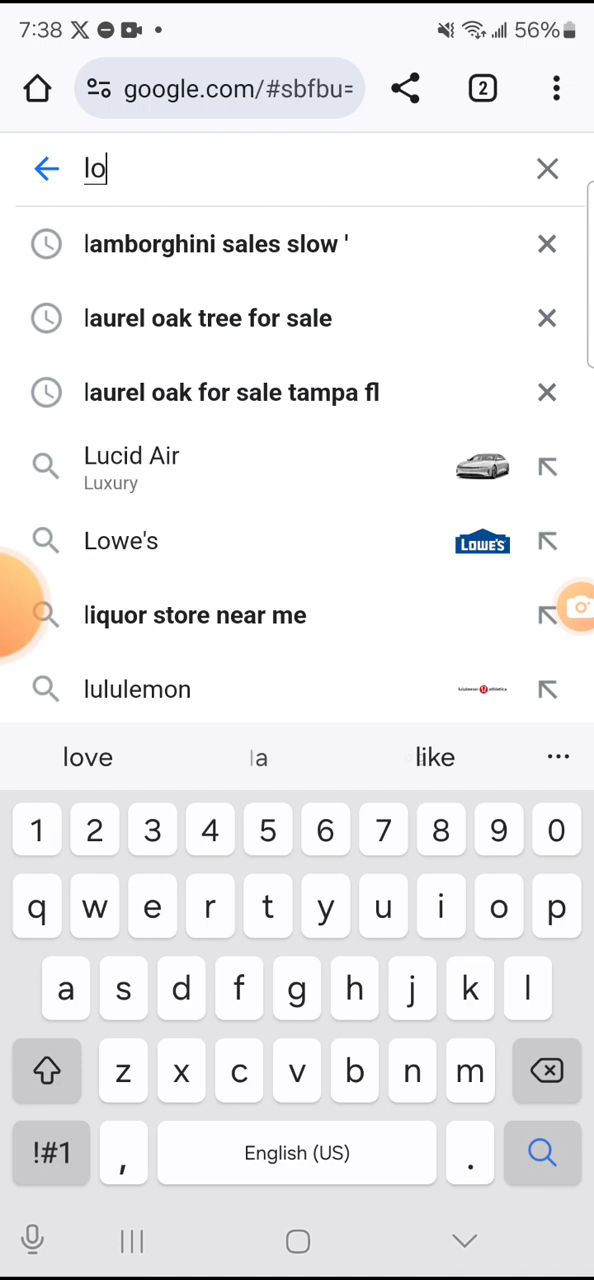 7:38 56%
google.com/#sbfbu= 2
lo
lamborghini sales slow '
laurel oak tree for sale
laurel oak for sale tampa fl
Lucid Air
Luxury
Lowe's LOWE'S
liquor store near me
lululemon lululemon athletica
love la like ...
1 2 3 4 5 6 7 8 9 0
q w e r t y u i o p
a s d f g h j k l
z x c v b n m
!#1 , English (US) .